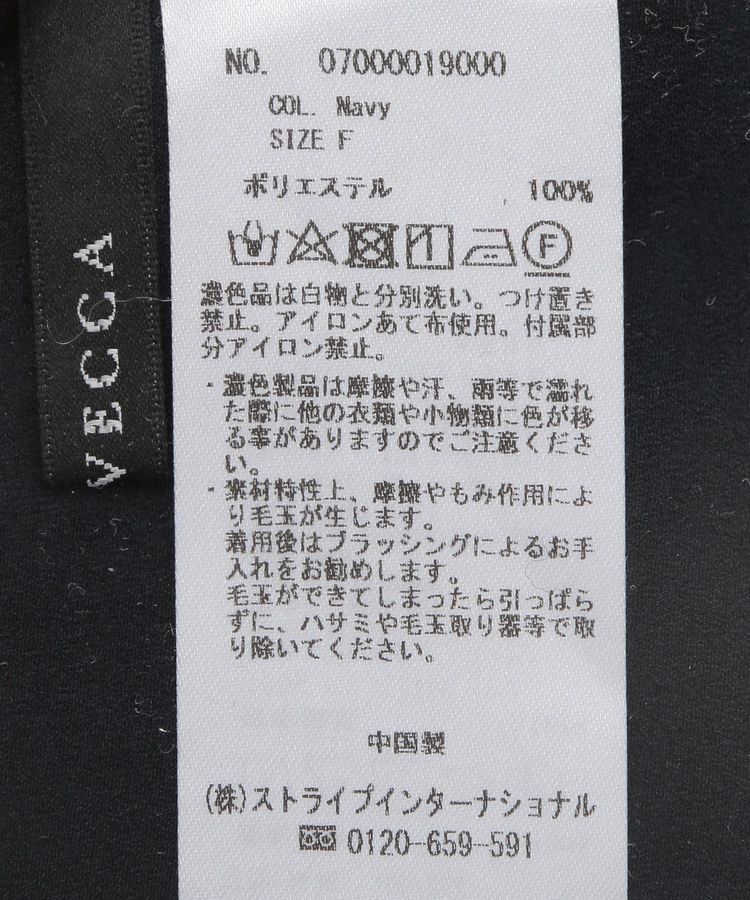 VECCA
NO. 07000019000
COL. Navy
SIZE F
ポリエステル 100%
F
濃色品は白物と分別洗い。つけ置き
禁止。アイロンあて布使用。付属部
分アイロン禁止。
・濃色製品は摩擦や汗、雨等で濡れ
た際に他の衣類や小物類に色が移
る事がありますのでご注意くださ
い。
・素材特性上、摩擦やもみ作用によ
り毛玉が生じます。
着用後はブラッシングによるお手
入れをお勧めします。
毛玉ができてしまったら引っぱら
ずに、ハサミや毛玉取り器等で取
り除いてください。
中国製
(株)ストライプインターナショナル
0120-659-591